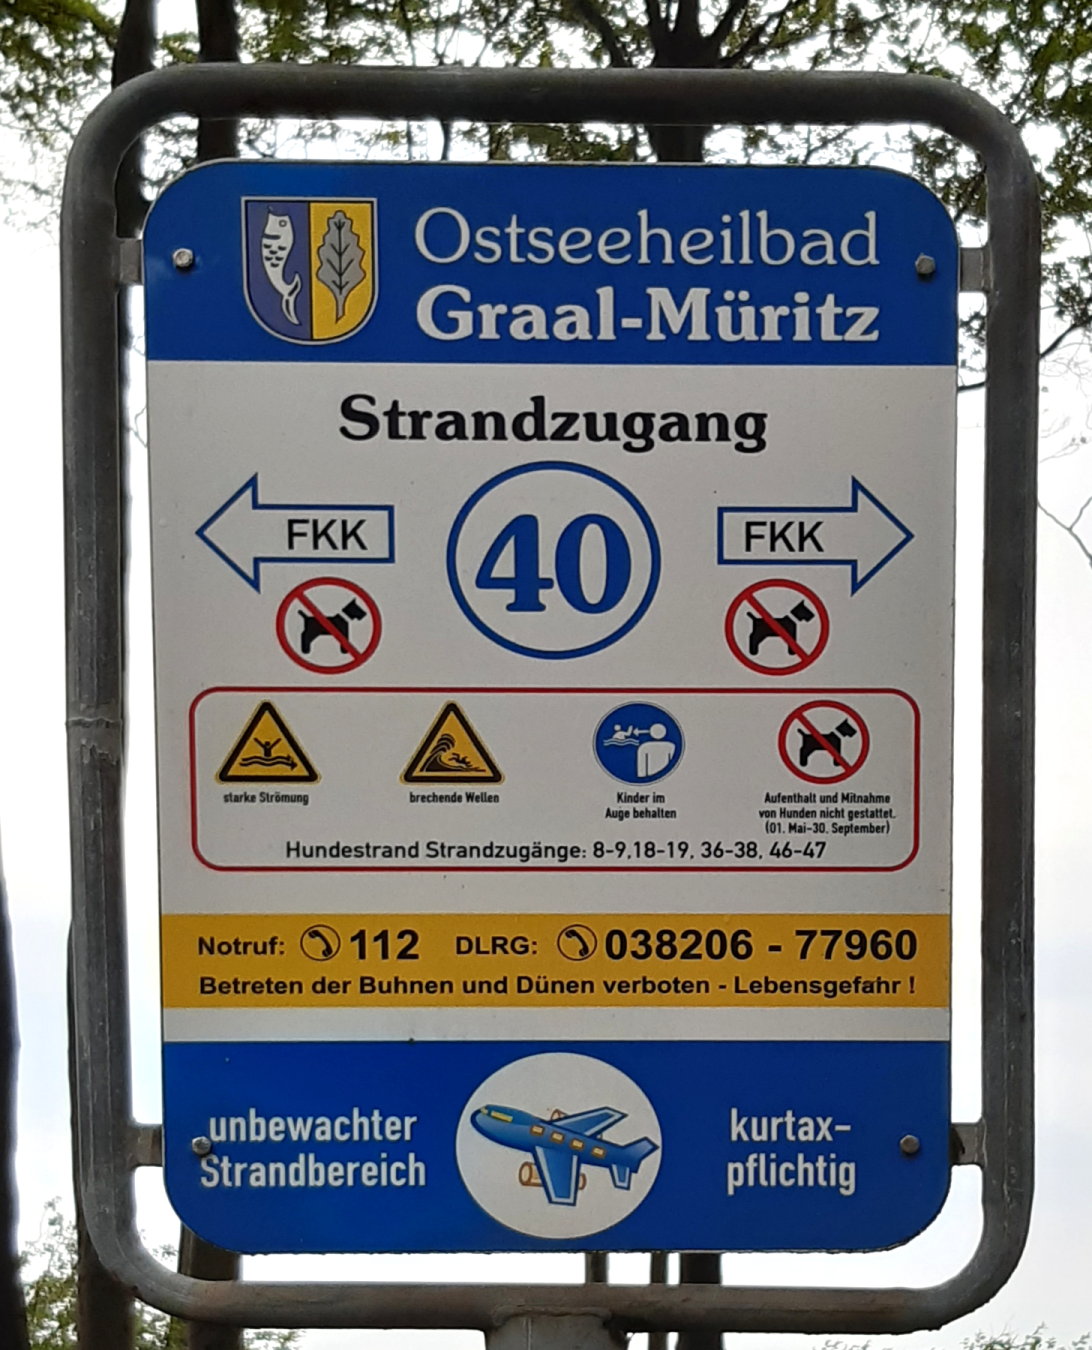 Ostseeheilbad
Graal-Müritz
Strandzugang
FKK
40
FKK
starke Strömung
brechende Wellen
Kinder im
Auge behalten
Aufenthalt und Mitnahme
von Hunden nicht gestattet.
(01. Mai-30. September)
Hundestrand Strandzugänge: 8-9,18-19, 36-38, 46-47
Notruf: 112 DLRG: 038206 - 77960
Betreten der Buhnen und Dünen verboten - Lebensgefahr !
unbewachter
Strandbereich
kurtax-
pflichtig